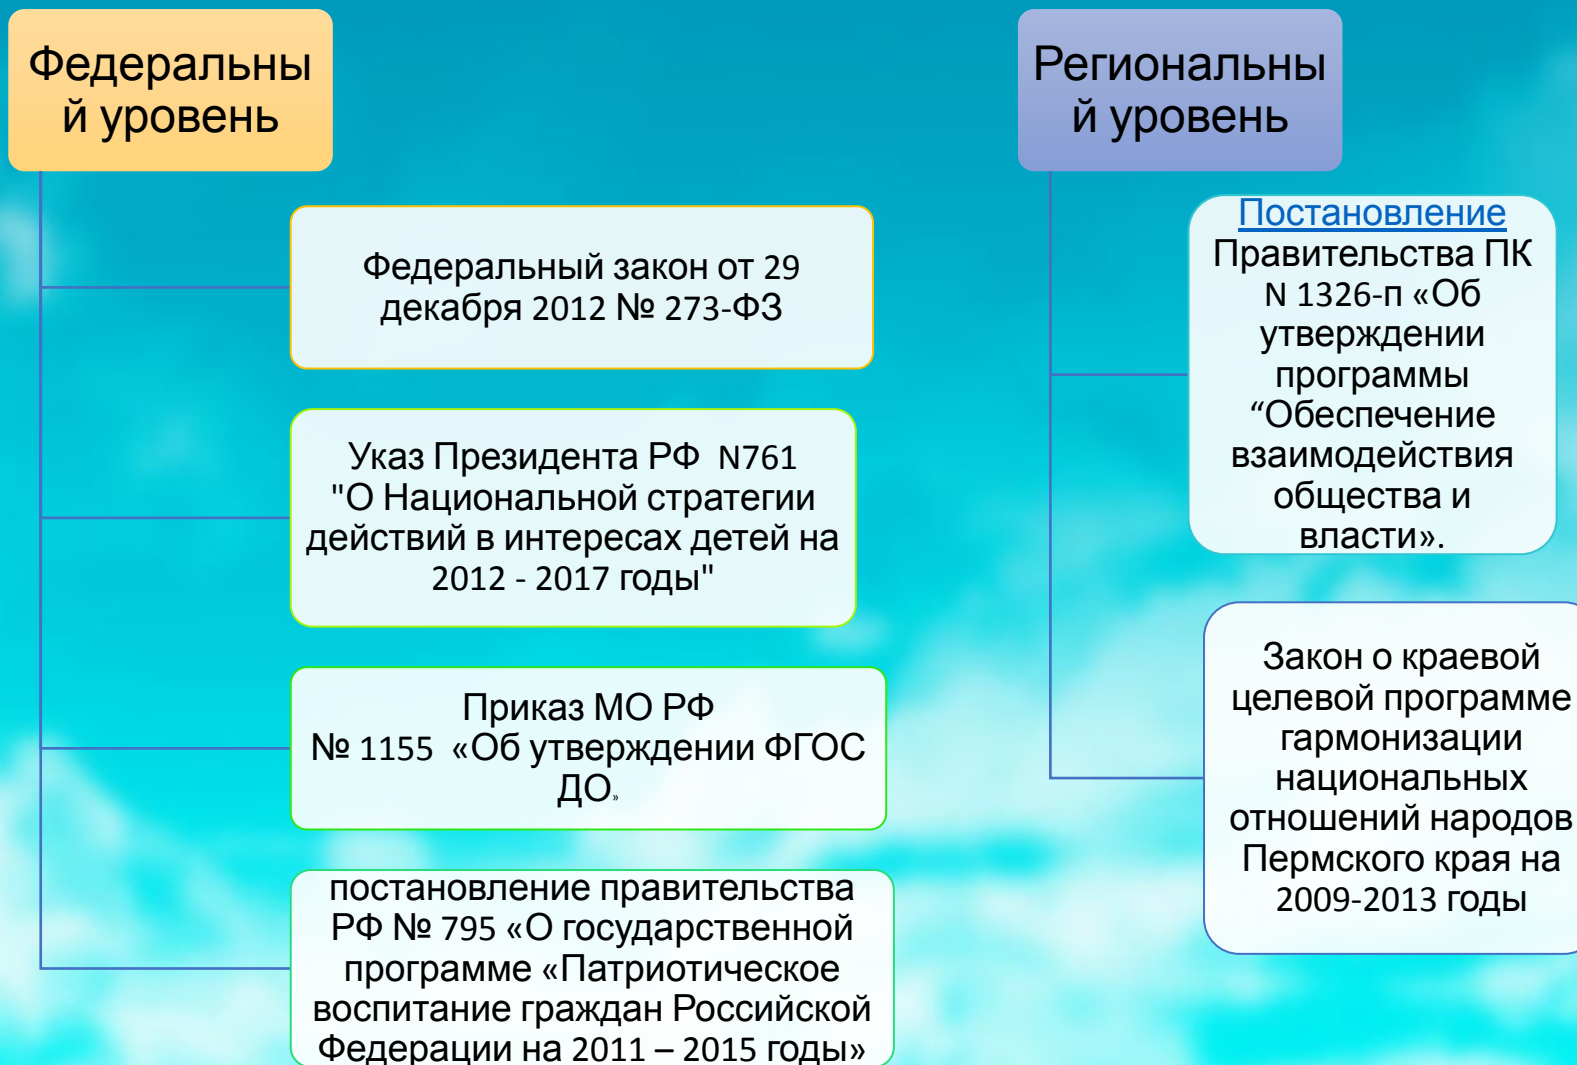 Федеральны
й уровень
Федеральный закон от 29
декабря 2012 № 273-ФЗ
Указ Президента РФ  N761
"О Национальной стратегии
действий в интересах детей на
2012 - 2017 годы"
Приказ МО РФ
№ 1155  «Об утверждении ФГОС
ДО»
постановление правительства
РФ № 795 «О государственной
программе «Патриотическое
воспитание граждан Российской
Федерации на 2011 – 2015 годы»
Региональны
й уровень
Постановление
Правительства ПК
N 1326-п «Об
утверждении
программы
“Обеспечение
взаимодействия
общества и
власти».
Закон о краевой
целевой программе
гармонизации
национальных
отношений народов
Пермского края на
2009-2013 годы